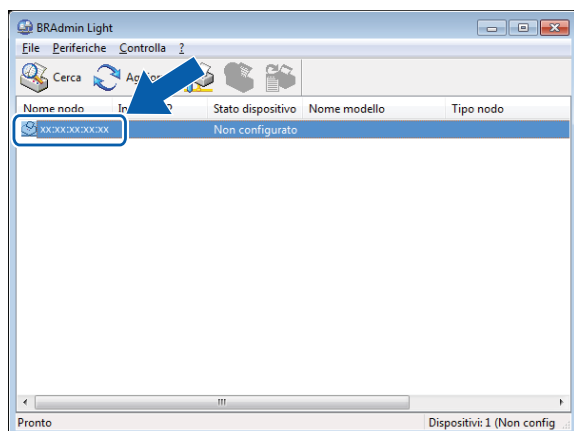 BRAdmin Light
File Periferiche Controlla ?
Cerca
Nome nodo Stato dispositivo Nome modello Tipo nodo
xx:xx:xx:xx:xx Non configurato
Pronto Dispositivi: 1 (Non config